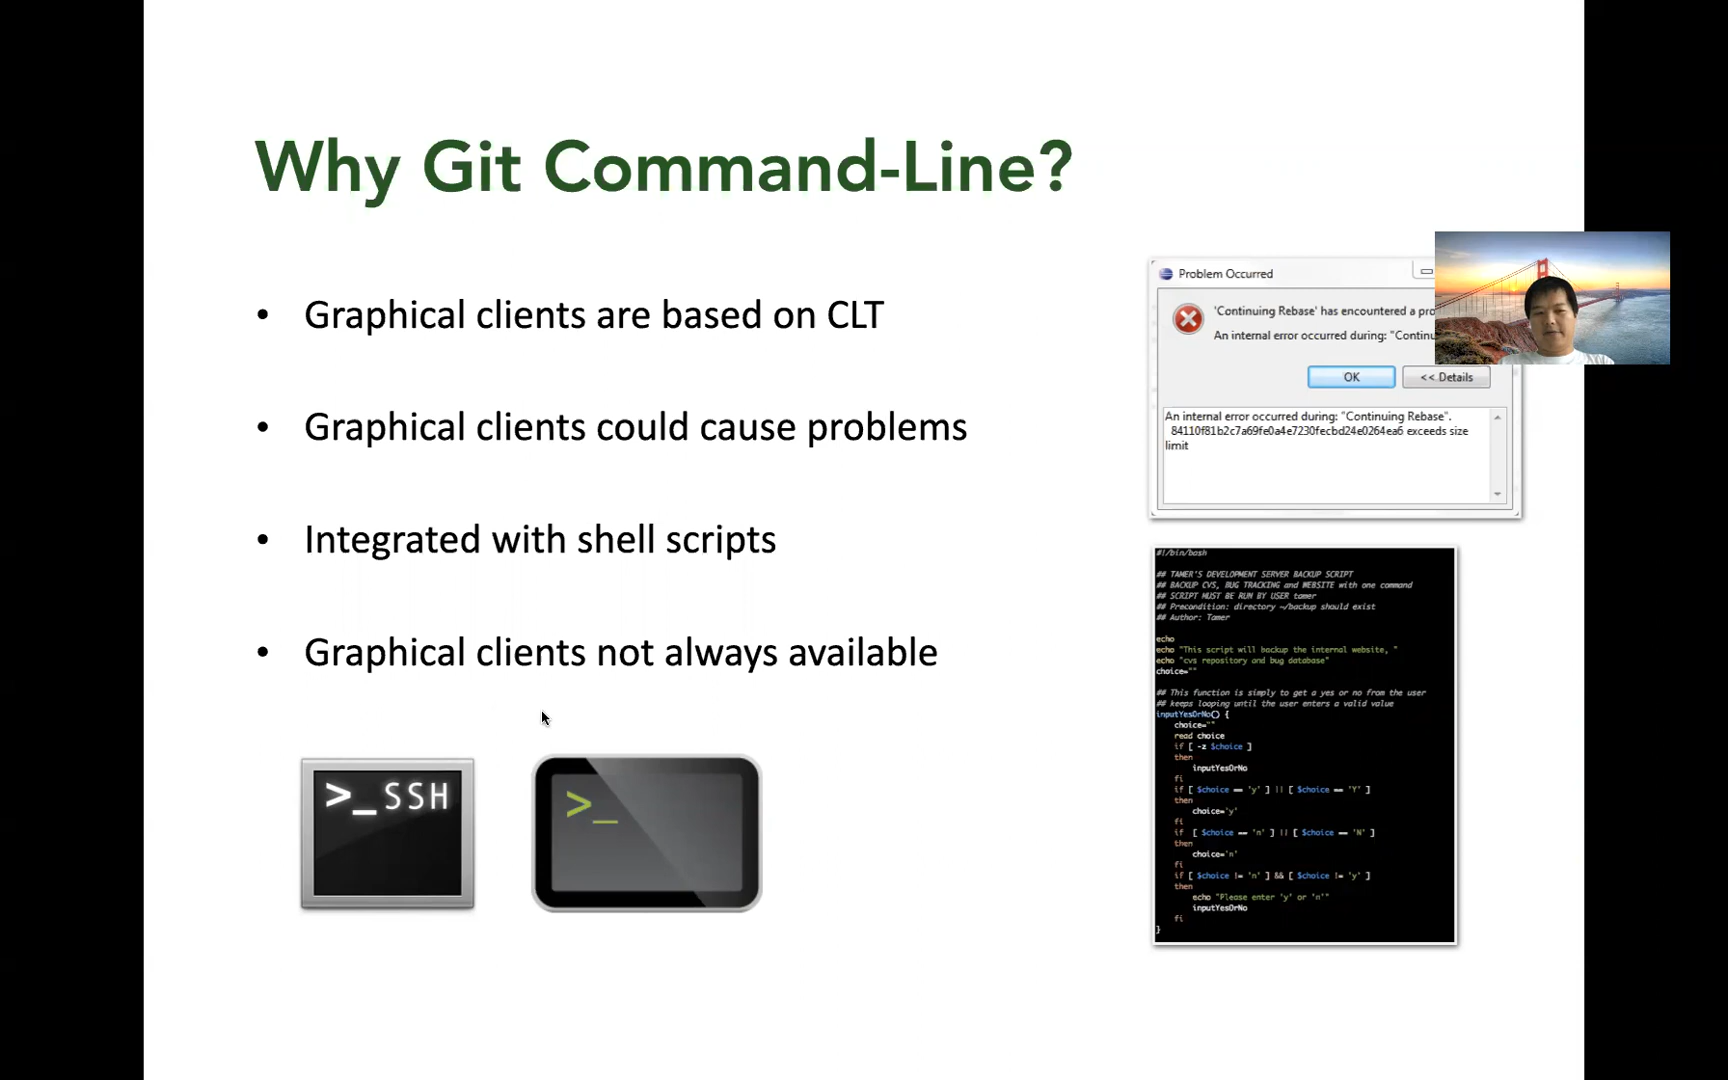 Why Git Command-Line?
• Graphical clients are based on CLT
• Graphical clients could cause problems
• Integrated with shell scripts
• Graphical clients not always available
>_SSH
>_
Problem Occurred
'Continuing Rebase' has encountered a pro
An internal error occurred during: "Continu
OK
<< Details
An internal error occurred during: "Continuing Rebase".
84110f81b2c7a69fe0a4e7230fecbd24e0264ea6 exceeds size
limit
#!/bin/bash
## TAMER'S DEVELOPMENT SERVER BACKUP SCRIPT
## BACKUP CVS, BUG TRACKING and WEBSITE with one command
## SCRIPT MUST BE RUN BY USER tamer
## Precondition: directory ~/backup should exist
## Author: Tamer
echo
echo "This script will backup the internal website, "
echo "cvs repository and bug database"
choice=""
## This function is simply to get a yes or no from the user
## keeps looping until the user enters a valid value
inputYesOrNo() {
choice=""
read choice
if [ -z $choice ]
then
inputYesOrNo
fi
if [ $choice == 'y' ] || [ $choice == 'Y' ]
then
choice='y'
fi
if [ $choice == 'n' ] || [ $choice == 'N' ]
then
choice='n'
fi
if [ $choice != 'n' ] && [ $choice != 'y' ]
then
echo "Please enter 'y' or 'n'"
inputYesOrNo
fi
}